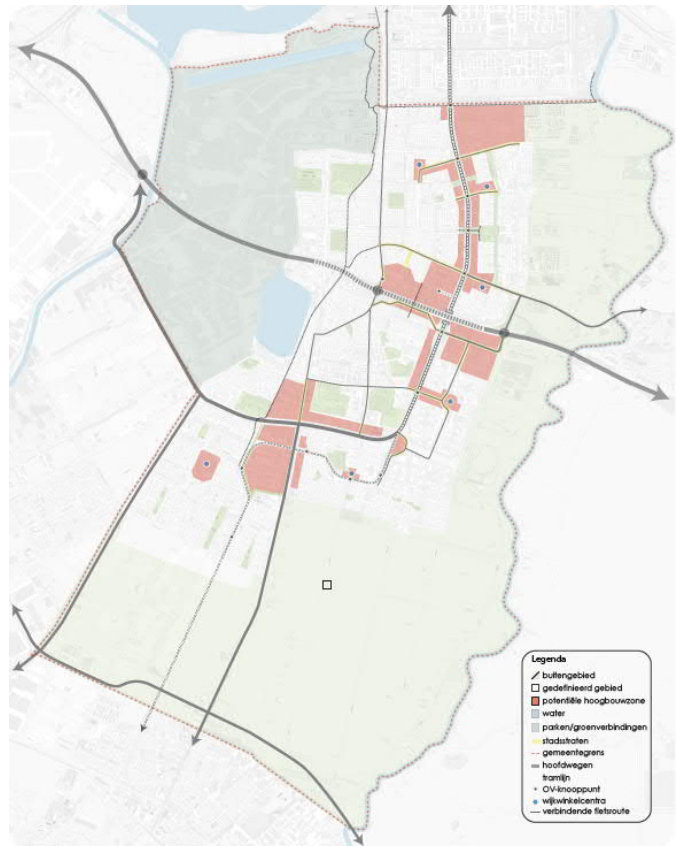 Legenda
buitengebied
gedefinieerd gebied
potentiële hoogbouwzone
water
parken/groenverbindingen
stadsstraten
gemeentegrens
hoofdwegen
tramlijn
OV-knooppunt
wijkwinkelcentra
verbindende fietsroute